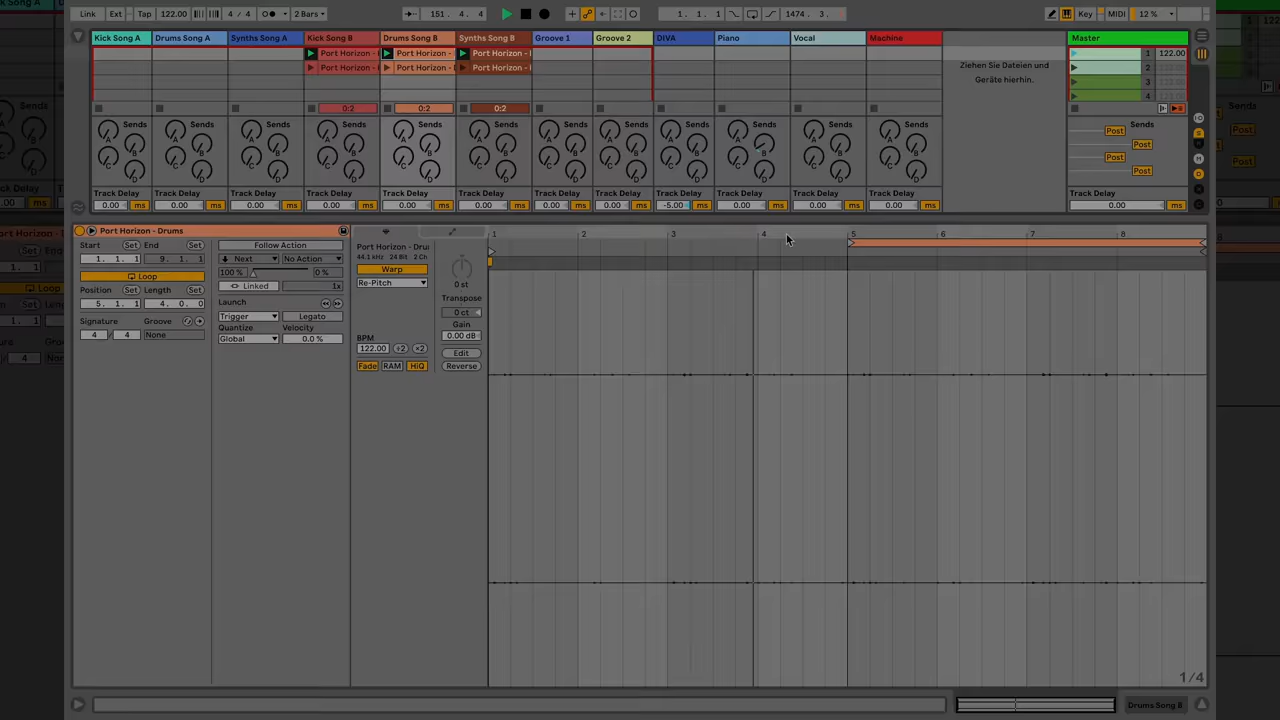 Link Ext Tap 122.00 4 / 4 2 Bars 151. 4. 4 1. 1. 1 1474. 3. Key MIDI 12 %
Kick Song A Drums Song A Synths Song A Kick Song B Drums Song B Synths Song B Groove 1 Groove 2 DIVA Piano Vocal Machine Master
Port Horizon - Port Horizon - Port Horizon - 1 122.00
Port Horizon - Port Horizon - Port Horizon - 2
3
4
Ziehen Sie Dateien und
Geräte hierhin.
0:2 0:2 0:2
Sends Sends Sends Sends Sends Sends Sends Sends Sends Sends Sends Sends Sends
A A A A A A A A A A A A Post
B B B B B B B B B B B B Post
C C C C C C C C C C C C Post
D D D D D D D D D D D D Post
Track Delay Track Delay Track Delay Track Delay Track Delay Track Delay Track Delay Track Delay Track Delay Track Delay Track Delay Track Delay Track Delay
0.00 ms 0.00 ms 0.00 ms 0.00 ms 0.00 ms 0.00 ms 0.00 ms 0.00 ms -5.00 ms 0.00 ms 0.00 ms 0.00 ms 0.00 ms
Port Horizon - Drums
Start Set End Set
1. 1. 1 9. 1. 1
Loop
Position Set Length Set
5. 1. 1 4. 0. 0
Signature Groove
4 / 4 None
Follow Action
Next No Action
100 % 0 %
Linked 1x
Launch
Trigger Legato
Quantize Velocity
Global 0.0 %
Port Horizon - Dru
44.1 kHz 24 Bit 2 Ch
Warp
Re-Pitch
BPM
122.00 ÷2 ×2
Fade RAM HiQ
0 st
Transpose
0 ct
Gain
0.00 dB
Edit
Reverse
1 2 3 4 5 6 7 8
1/4
Drums Song B